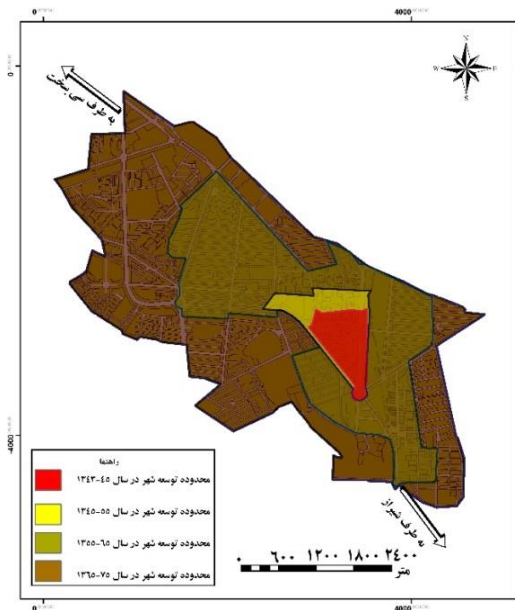 0
4000
0
-4000
N
W
E
S
به طرف سی سخت
راهنما
محدوده توسعه شهر در سال ۴۵-۱۳۴۳
محدوده توسعه شهر در سال ۵۵-۱۳۴۵
محدوده توسعه شهر در سال ۶۵-۱۳۵۵
محدوده توسعه شهر در سال ۷۵-۱۳۶۵
به طرف شیراز
۰ ۶۰۰ ۱۲۰۰ ۱۸۰۰ ۲۴۰۰
متر